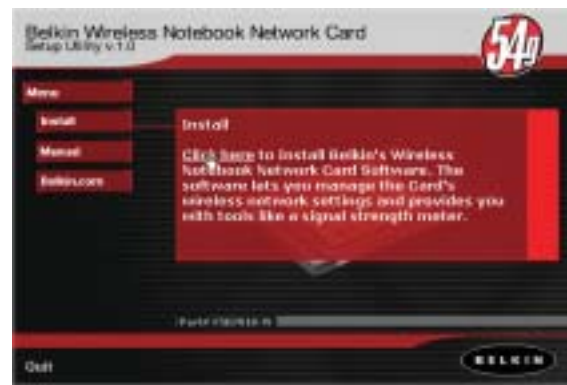 Belkin Wireless Notebook Network Card
Setup Utility v.1.0
54g
Menu
Install
Manual
Belkin.com
Install
Click here to Install Belkin's Wireless
Notebook Network Card Software. The
software lets you manage the Card's
wireless network settings and provides you
with tools like a signal strength meter.
Quit
BELKIN